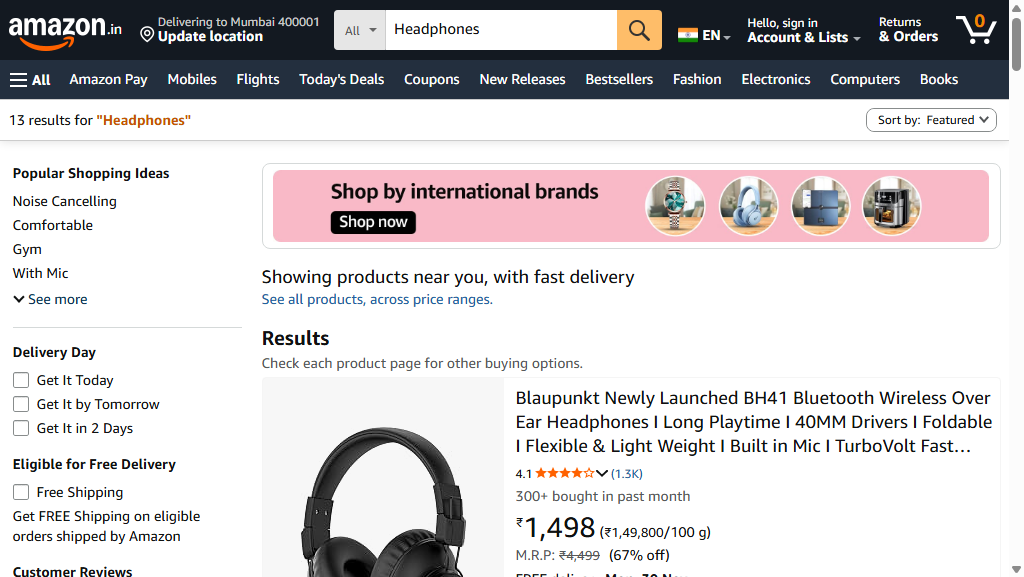 amazon.in
Delivering to Mumbai 400001
Update location
All
Headphones
EN
Hello, sign in
Account & Lists
Returns
& Orders
0
All
Amazon Pay
Mobiles
Flights
Today's Deals
Coupons
New Releases
Bestsellers
Fashion
Electronics
Computers
Books
13 results for "Headphones"
Sort by: Featured
Popular Shopping Ideas
Noise Cancelling
Comfortable
Gym
With Mic
See more
Delivery Day
Get It Today
Get It by Tomorrow
Get It in 2 Days
Eligible for Free Delivery
Free Shipping
Get FREE Shipping on eligible
orders shipped by Amazon
Customer Reviews
Shop by international brands
Shop now
Showing products near you, with fast delivery
See all products, across price ranges.
Results
Check each product page for other buying options.
Blaupunkt Newly Launched BH41 Bluetooth Wireless Over
Ear Headphones I Long Playtime I 40MM Drivers I Foldable
I Flexible & Light Weight I Built in Mic I TurboVolt Fast…
4.1 (1.3K)
300+ bought in past month
₹1,498 (₹1,49,800/100 g)
M.R.P: ₹4,499 (67% off)
FREE delivery Mon, 30 Nov